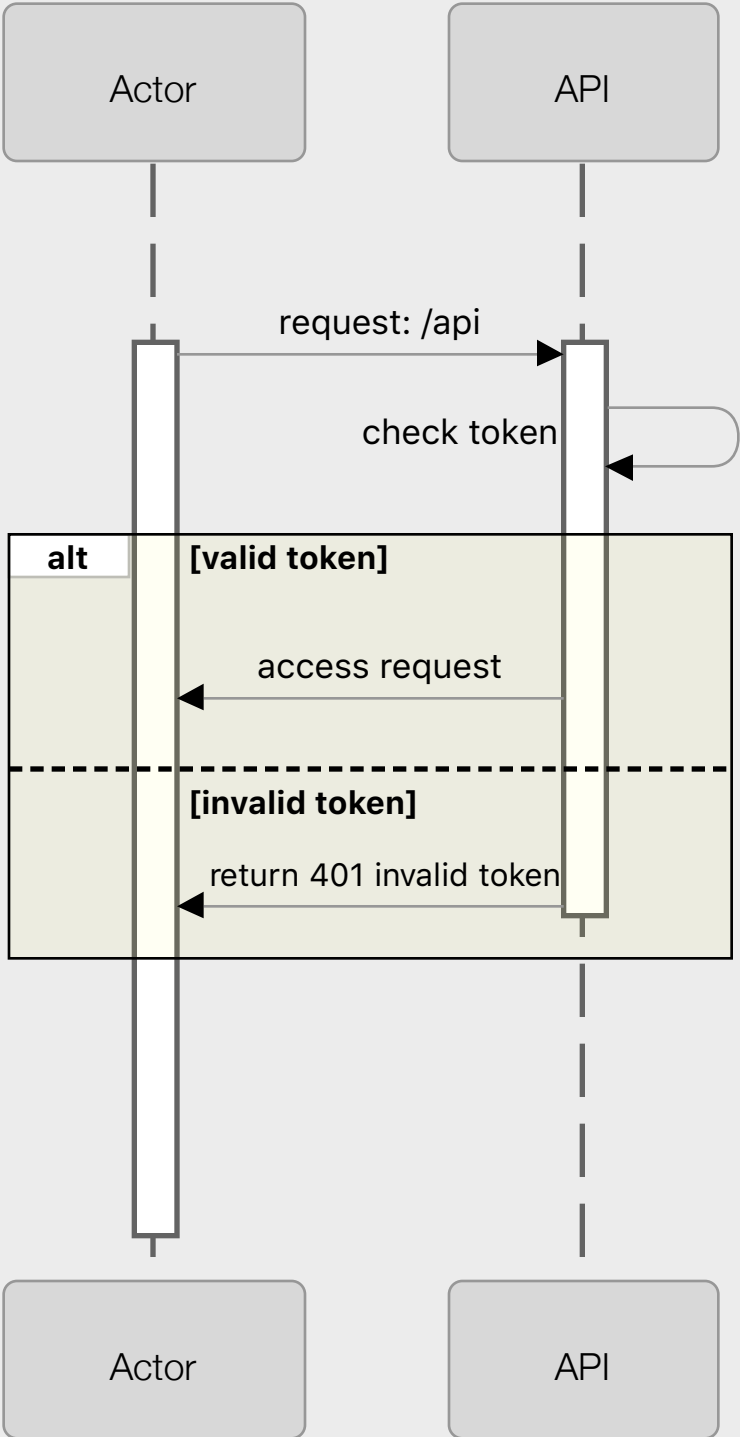 Actor
API
request: /api
check token
alt
[valid token]
access request
[invalid token]
return 401 invalid token
Actor
API